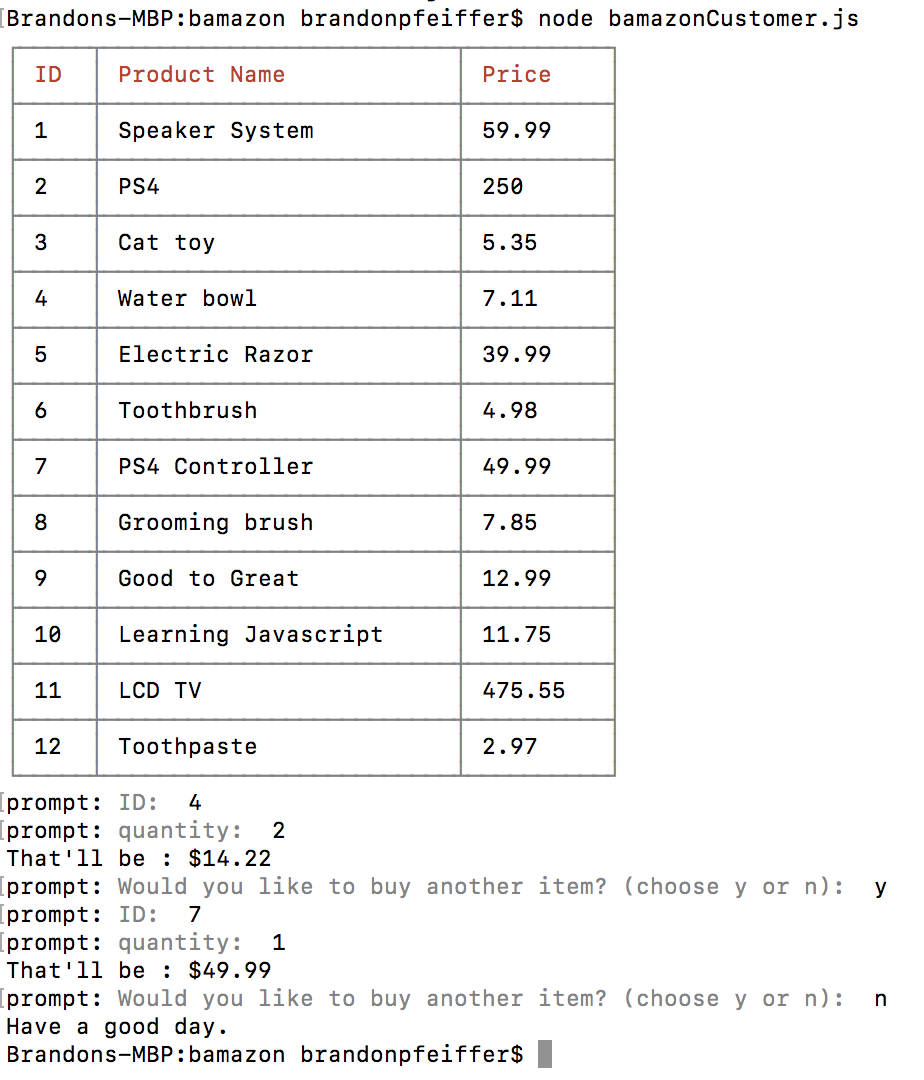 Brandons-MBP:bamazon brandonpfeiffer$ node bamazonCustomer.js
ID Product Name Price
1 Speaker System 59.99
2 PS4 250
3 Cat toy 5.35
4 Water bowl 7.11
5 Electric Razor 39.99
6 Toothbrush 4.98
7 PS4 Controller 49.99
8 Grooming brush 7.85
9 Good to Great 12.99
10 Learning Javascript 11.75
11 LCD TV 475.55
12 Toothpaste 2.97
prompt: ID:  4
prompt: quantity:  2
That'll be : $14.22
prompt: Would you like to buy another item? (choose y or n):  y
prompt: ID:  7
prompt: quantity:  1
That'll be : $49.99
prompt: Would you like to buy another item? (choose y or n):  n
Have a good day.
Brandons-MBP:bamazon brandonpfeiffer$